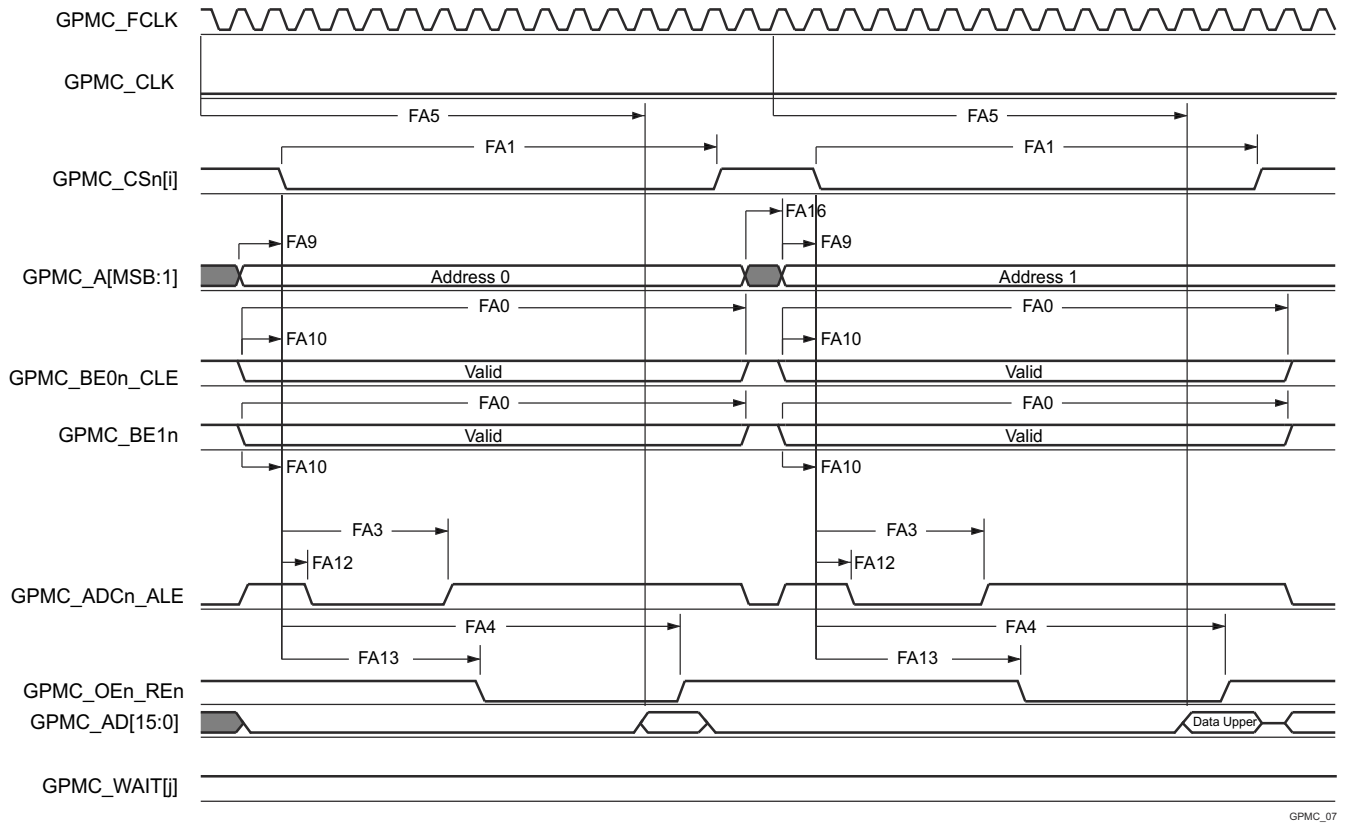 GPMC_FCLK
GPMC_CLK
FA5 FA5
FA1 FA1
GPMC_CSn[i]
FA16
FA9 FA9
GPMC_A[MSB:1] Address 0 Address 1
FA0 FA0
FA10 FA10
GPMC_BE0n_CLE Valid Valid
FA0 FA0
GPMC_BE1n Valid Valid
FA10 FA10
FA3 FA3
FA12 FA12
GPMC_ADCn_ALE
FA4 FA4
FA13 FA13
GPMC_OEn_REn
GPMC_AD[15:0] Data Upper
GPMC_WAIT[j]
GPMC_07